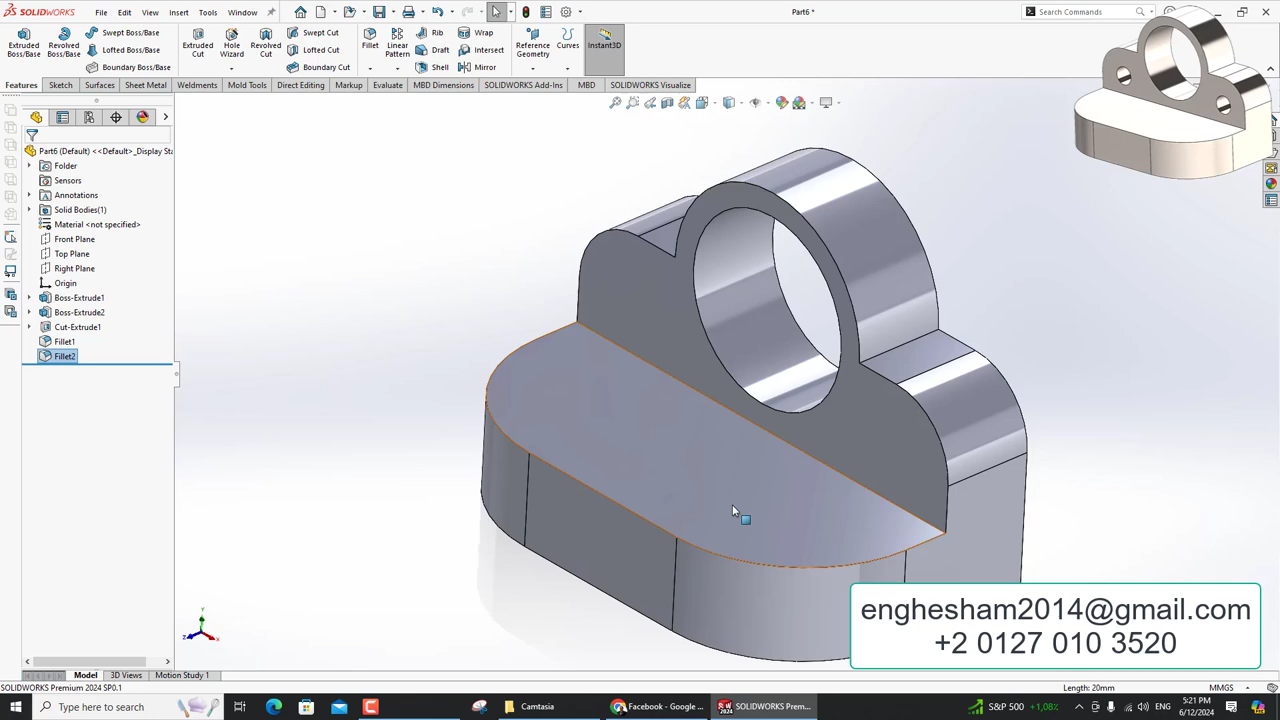 SOLIDWORKS
File Edit View Insert Tools Window
Part6 *
Search Commands
Extruded Boss/Base
Revolved Boss/Base
Swept Boss/Base
Lofted Boss/Base
Boundary Boss/Base
Extruded Cut
Hole Wizard
Revolved Cut
Swept Cut
Lofted Cut
Boundary Cut
Fillet
Linear Pattern
Rib
Draft
Shell
Wrap
Intersect
Mirror
Reference Geometry
Curves
Instant3D
Features Sketch Surfaces Sheet Metal Weldments Mold Tools Direct Editing Markup Evaluate MBD Dimensions SOLIDWORKS Add-Ins MBD SOLIDWORKS Visualize
Part6 (Default) <<Default>_Display Sta
Folder
Sensors
Annotations
Solid Bodies(1)
Material <not specified>
Front Plane
Top Plane
Right Plane
Origin
Boss-Extrude1
Boss-Extrude2
Cut-Extrude1
Fillet1
Fillet2
Y
Z
X
enghesham2014@gmail.com
+2 0127 010 3520
Model 3D Views Motion Study 1
SOLIDWORKS Premium 2024 SP0.1
Length: 20mm
MMGS
Type here to search
Camtasia
Facebook - Google ...
SOLIDWORKS Prem...
S&P 500 +1,08%
ENG
5:21 PM
6/12/2024